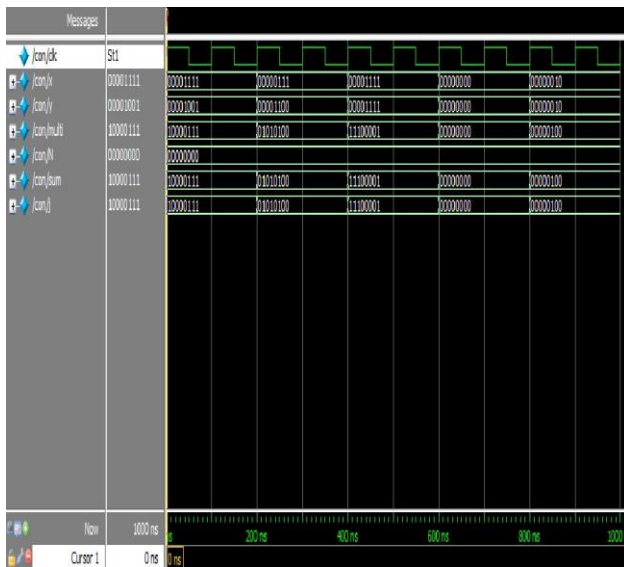 Messages
/con/clk St1
/con/x 00001111 00001111 00000111 00001111 00000000 00000010
/con/y 00001001 00001001 00001100 00001111 00000000 00000010
/con/multi 10000111 10000111 01010100 11100001 00000000 00000100
/con/N 00000000 00000000
/con/sum 10000111 10000111 01010100 11100001 00000000 00000100
/con/j 10000111 10000111 01010100 11100001 00000000 00000100
Now 1000 ns 200 ns 400 ns 600 ns 800 ns 1000
Cursor 1 0 ns 0 ns